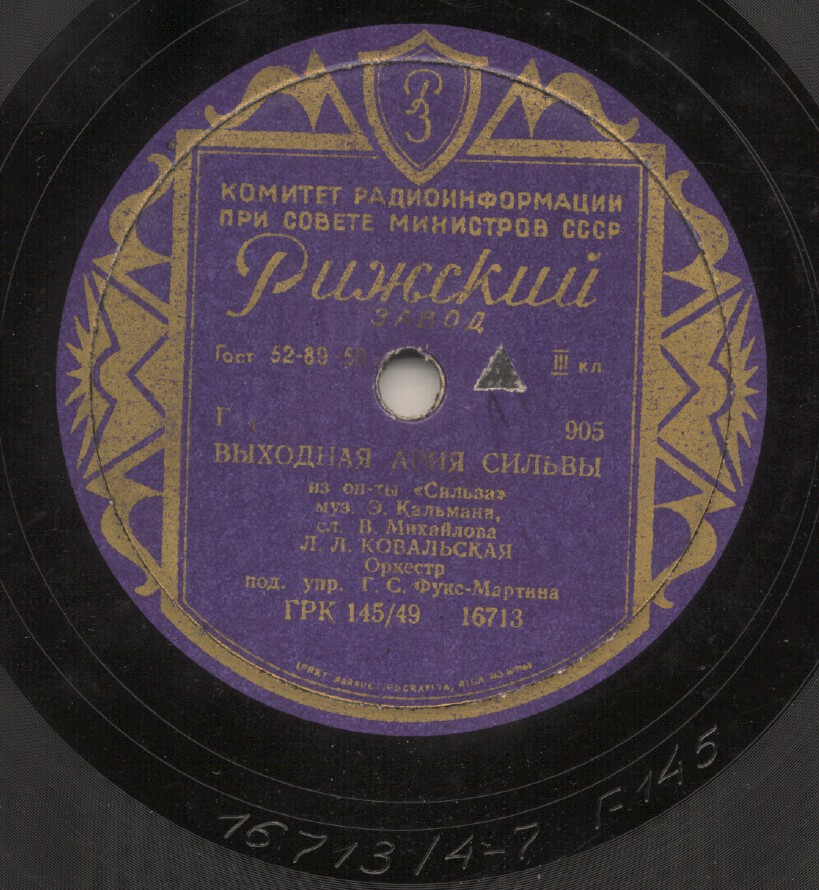 РЗ
КОМИТЕТ РАДИОИНФОРМАЦИИ
ПРИ СОВЕТЕ МИНИСТРОВ СССР
Рижский
ЗАВОД
Гост 52-80 III кл
Г 905
ВЫХОДНАЯ АРИЯ СИЛЬВЫ
из оп-ты «Сильва»
муз. Э. Кальмана,
сл. В. Михайлова
Л. Л. КОВАЛЬСКАЯ
Оркестр
под. упр. Г. С. Фукс-Мартина
ГРК 145/49 16713
16713/4-7 F-145